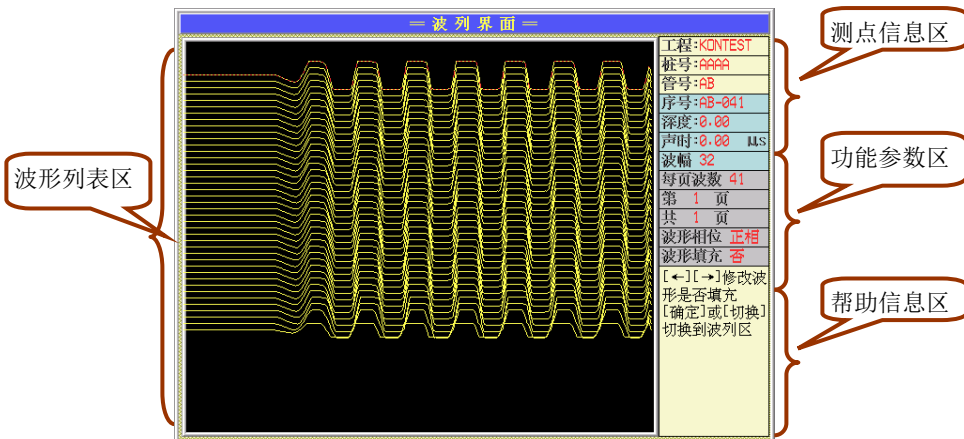 ═ 波 列 界 面 ═
工程:KONTEST
桩号:AAAA
管号:AB
序号:AB-041
深度:0.00
声时:0.00 μs
波幅 32
每页波数 41
第 1 页
共 1 页
波形相位 正相
波形填充 否
[←][→]修改波
形是否填充
[确定]或[切换]
切换到波列区
波形列表区
测点信息区
功能参数区
帮助信息区